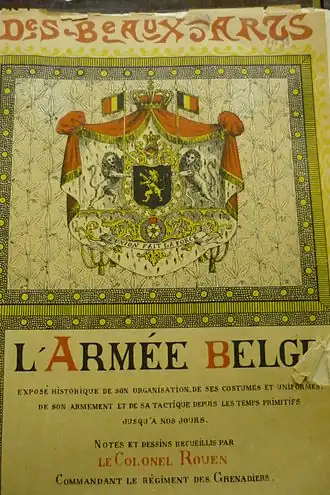 DES-BEAUX-ARTS
L'UNION FAIT LA FORCE
L'ARMÉE BELGE
EXPOSÉ HISTORIQUE DE SON ORGANISATION, DE SES COSTUMES ET UNIFORMES,
DE SON ARMEMENT ET DE SA TACTIQUE DEPUIS LES TEMPS PRIMITIFS
JUSQU'A NOS JOURS.
NOTES ET DESSINS RECUEILLIS PAR
LE COLONEL ROUEN
COMMANDANT LE RÉGIMENT DES GRENADIERS.